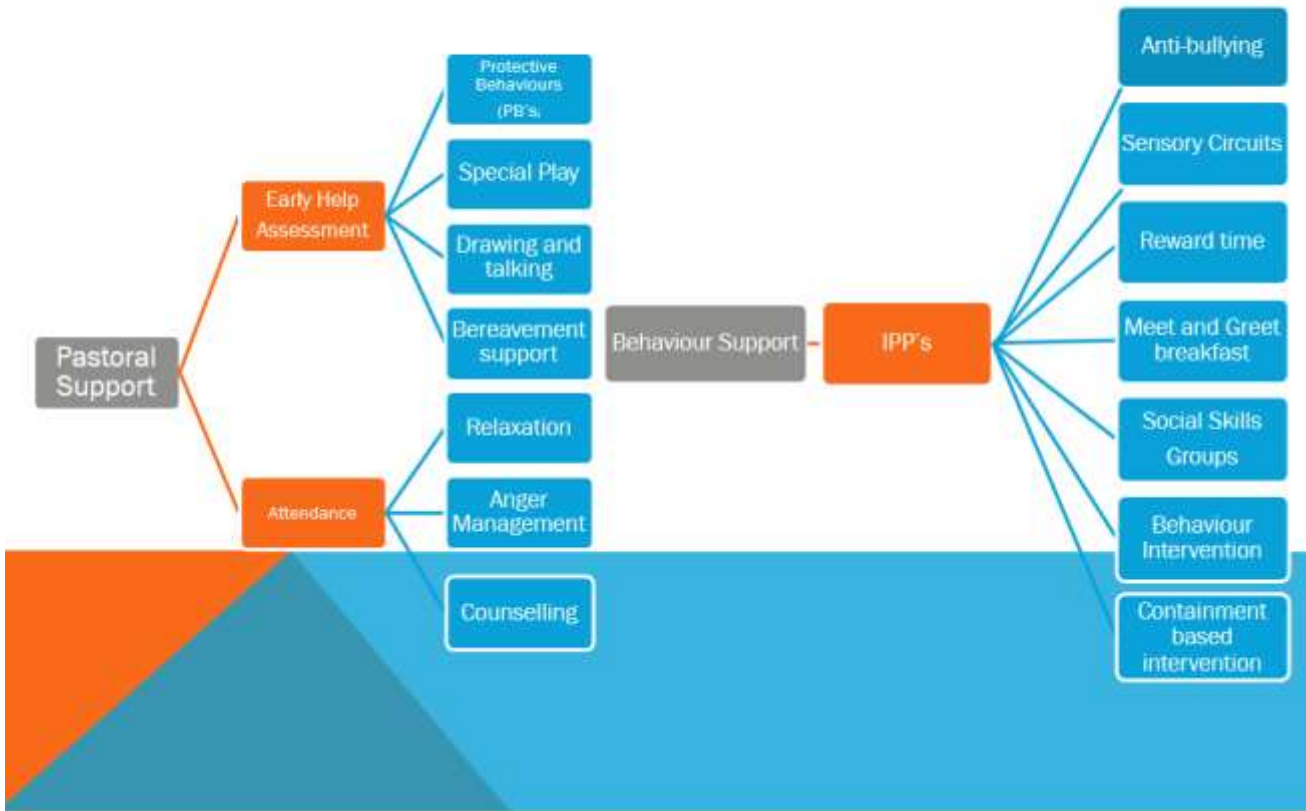 Pastoral
Support
Early Help
Assessment
Attendance
Protective
Behaviours
(PB's,
Special Play
Drawing and
talking
Bereavement
support
Relaxation
Anger
Management
Counselling
Behaviour Support
IPP's
Anti-bullying
Sensory Circuits
Reward time
Meet and Greet
breakfast
Social Skills
Groups
Behaviour
Intervention
Containment
based
intervention